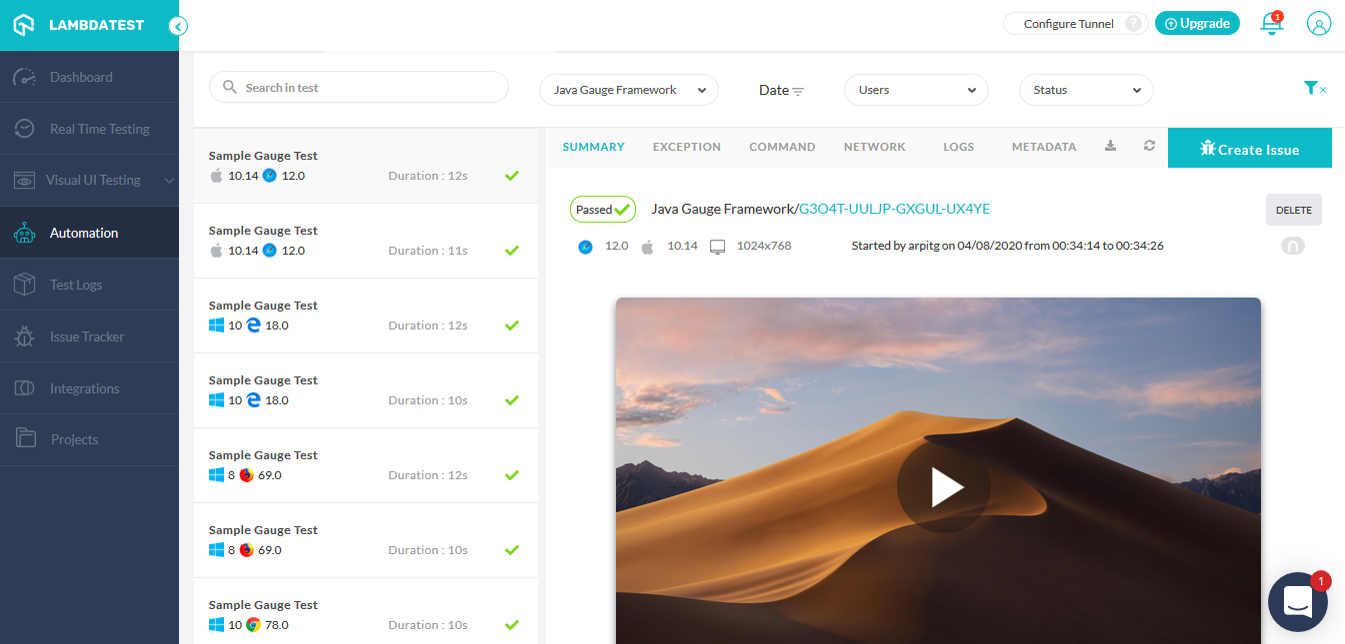 LAMBDATEST
Configure Tunnel ? Upgrade 1
Dashboard
Real Time Testing
Visual UI Testing
Automation
Test Logs
Issue Tracker
Integrations
Projects
Search in test
Java Gauge Framework
Date
Users
Status
Sample Gauge Test
10.14 12.0 Duration : 12s
Sample Gauge Test
10.14 12.0 Duration : 11s
Sample Gauge Test
10 18.0 Duration : 12s
Sample Gauge Test
10 18.0 Duration : 10s
Sample Gauge Test
8 69.0 Duration : 12s
Sample Gauge Test
8 69.0 Duration : 10s
Sample Gauge Test
10 78.0 Duration : 10s
SUMMARY EXCEPTION COMMAND NETWORK LOGS METADATA
Create Issue
Passed Java Gauge Framework/G3O4T-UULJP-GXGUL-UX4YE
DELETE
12.0 10.14 1024x768 Started by arpitg on 04/08/2020 from 00:34:14 to 00:34:26
1